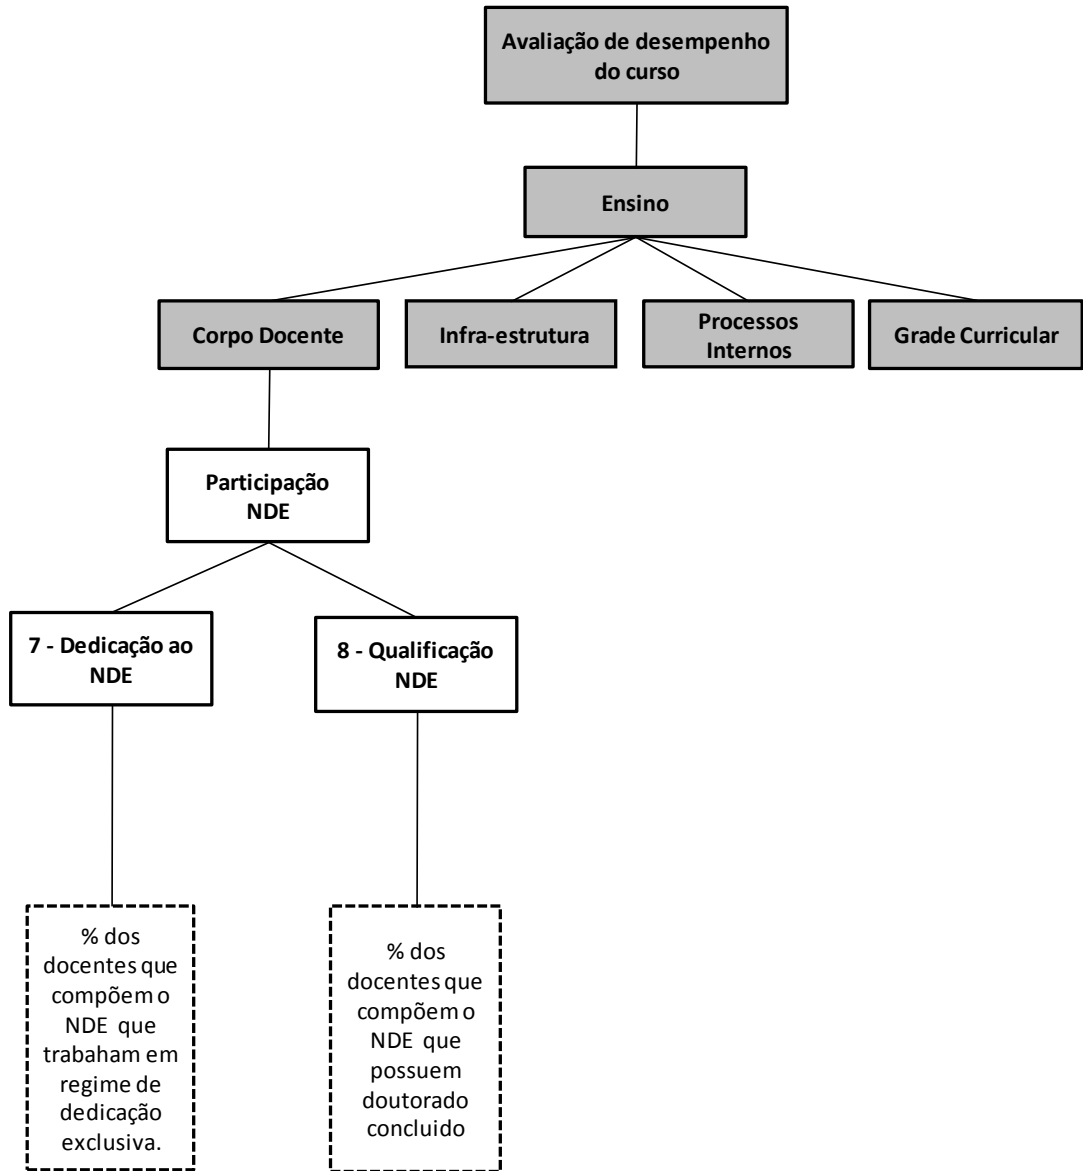 Avaliação de desempenho
do curso
Ensino
Corpo Docente
Infra-estrutura
Processos
Internos
Grade Curricular
Participação
NDE
7 - Dedicação ao
NDE
8 - Qualificação
NDE
% dos
docentes que
compõem o
NDE que
trabaham em
regime de
dedicação
exclusiva.
% dos
docentes que
compõem o
NDE que
possuem
doutorado
concluido